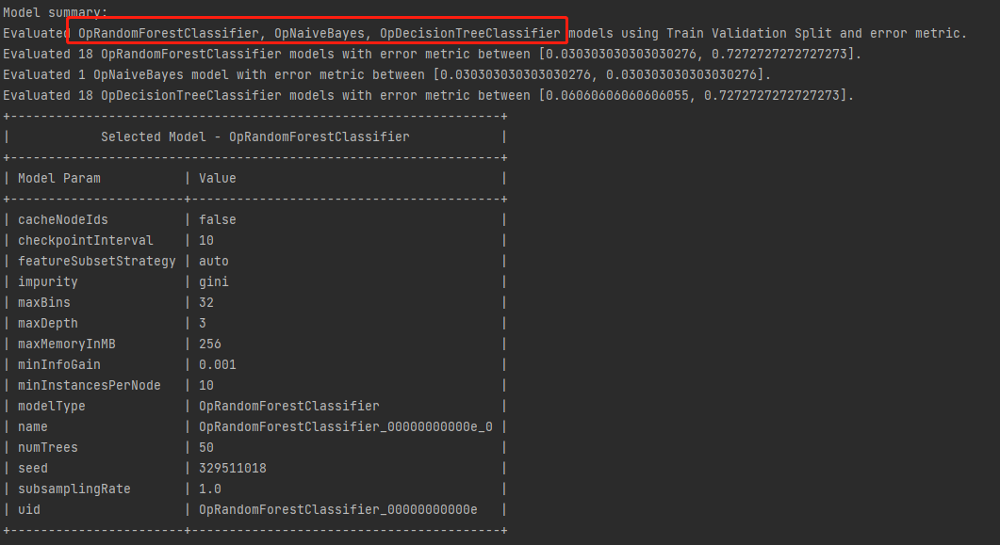 Model summary:
Evaluated OpRandomForestClassifier, OpNaiveBayes, OpDecisionTreeClassifier models using Train Validation Split and error metric.
Evaluated 18 OpRandomForestClassifier models with error metric between [0.030303030303030276, 0.7272727272727273].
Evaluated 1 OpNaiveBayes model with error metric between [0.030303030303030276, 0.030303030303030276].
Evaluated 18 OpDecisionTreeClassifier models with error metric between [0.06060606060606055, 0.7272727272727273].
+-----------------------------------------------------------------+
|            Selected Model - OpRandomForestClassifier            |
+-----------------------------------------------------------------+
| Model Param           | Value                                   |
+-----------------------+-----------------------------------------+
| cacheNodeIds          | false                                   |
| checkpointInterval    | 10                                      |
| featureSubsetStrategy | auto                                    |
| impurity              | gini                                    |
| maxBins               | 32                                      |
| maxDepth              | 3                                       |
| maxMemoryInMB         | 256                                     |
| minInfoGain           | 0.001                                   |
| minInstancesPerNode   | 10                                      |
| modelType             | OpRandomForestClassifier                |
| name                  | OpRandomForestClassifier_00000000000e_0 |
| numTrees              | 50                                      |
| seed                  | 329511018                               |
| subsamplingRate       | 1.0                                     |
| uid                   | OpRandomForestClassifier_00000000000e   |
+-----------------------+-----------------------------------------+